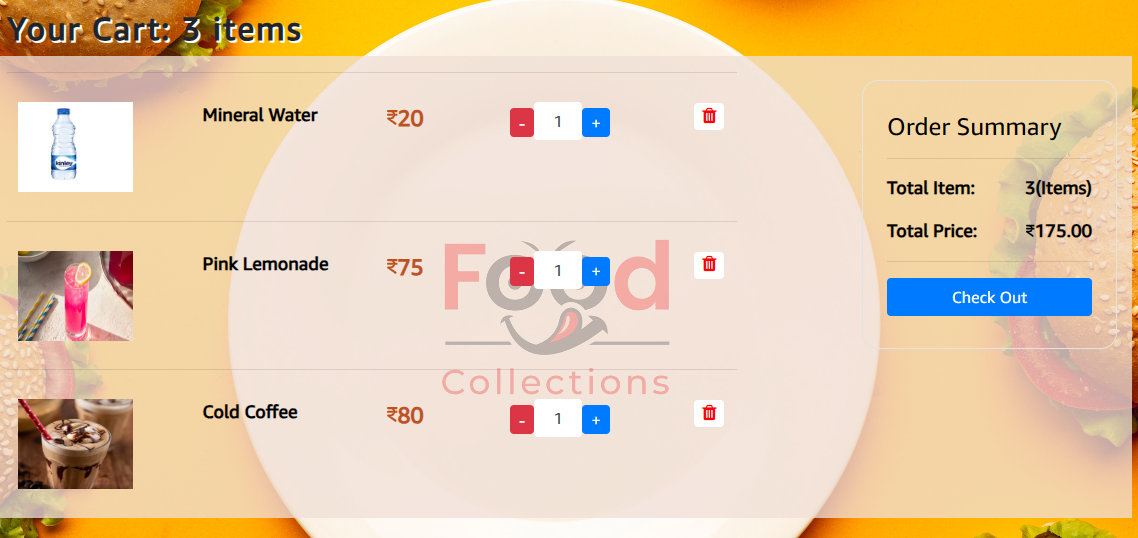 Your Cart: 3 items
Mineral Water ₹20 - 1 +
Pink Lemonade ₹75 - 1 +
Cold Coffee ₹80 - 1 +
Food
Collections
Order Summary
Total Item: 3(Items)
Total Price: ₹175.00
Check Out